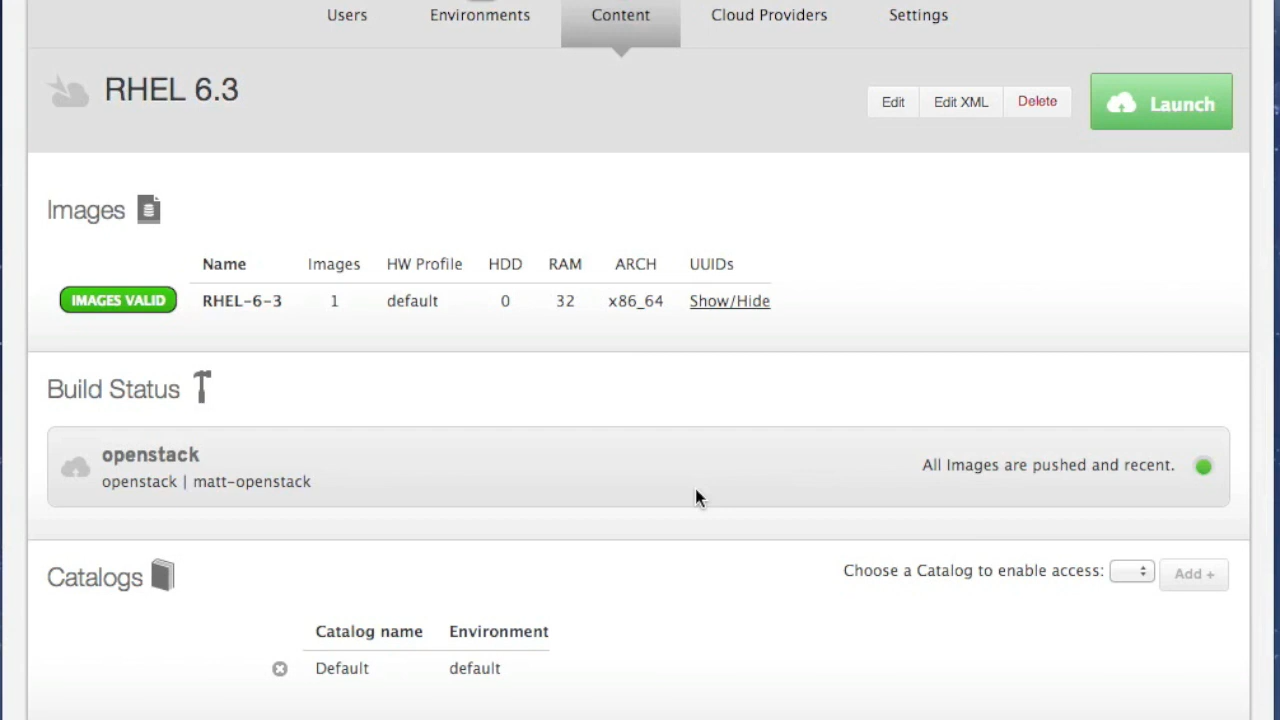 Users Environments Content Cloud Providers Settings
RHEL 6.3
Edit Edit XML Delete Launch
Images
Name Images HW Profile HDD RAM ARCH UUIDs
IMAGES VALID RHEL-6-3 1 default 0 32 x86_64 Show/Hide
Build Status
openstack
openstack | matt-openstack
All Images are pushed and recent.
Catalogs
Choose a Catalog to enable access: Add +
Catalog name Environment
Default default